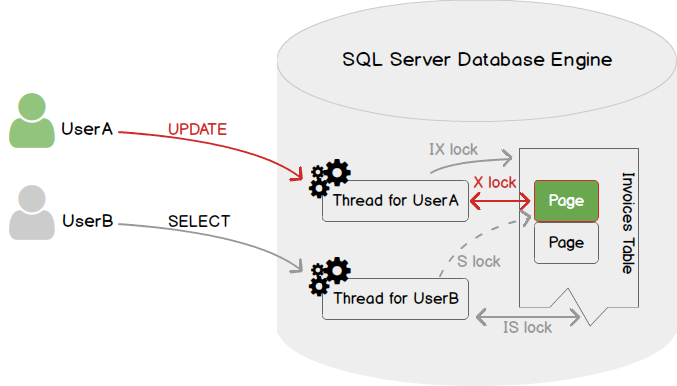 SQL Server Database Engine
UserA
UPDATE
IX lock
Thread for UserA
X lock
Page
Invoices Table
UserB
SELECT
Page
S lock
Thread for UserB
IS lock